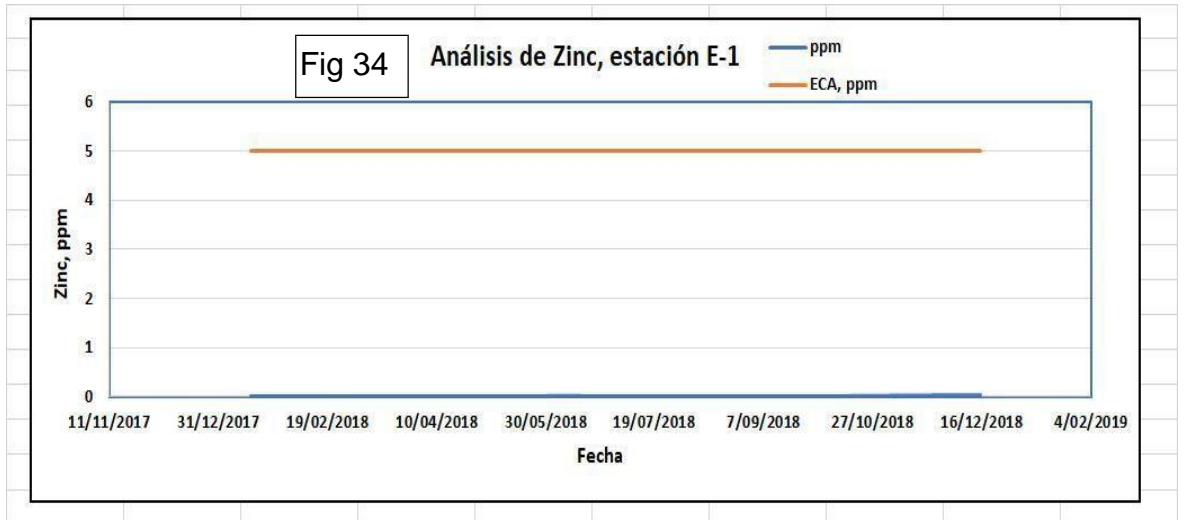 Fig 34
Análisis de Zinc, estación E-1
ppm
ECA, ppm
Zinc, ppm
6
5
4
3
2
1
0
11/11/2017 31/12/2017 19/02/2018 10/04/2018 30/05/2018 19/07/2018 7/09/2018 27/10/2018 16/12/2018 4/02/2019
Fecha